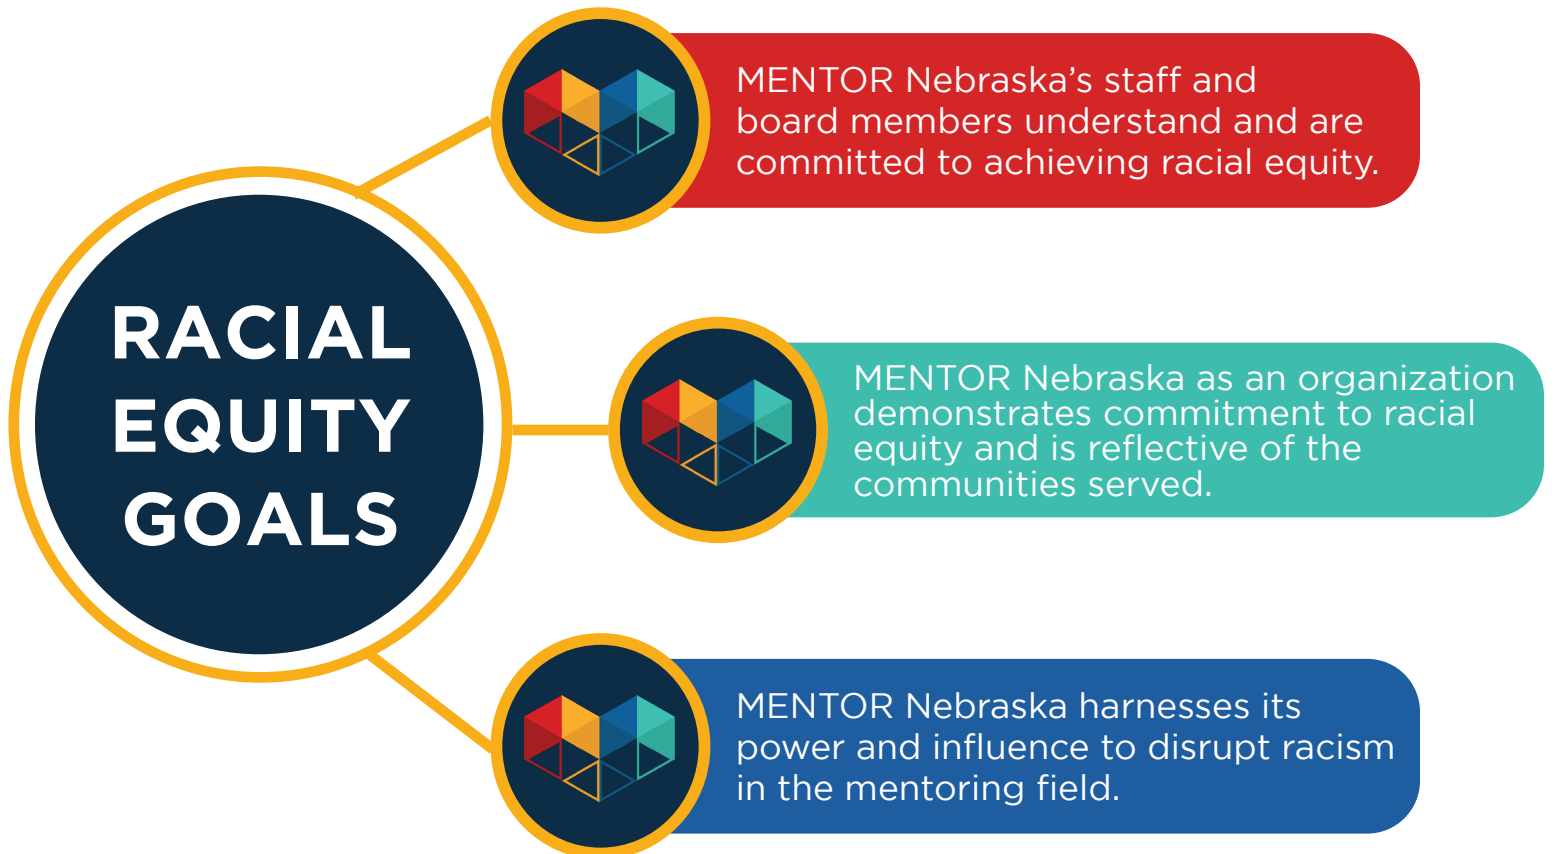 RACIAL
EQUITY
GOALS
MENTOR Nebraska’s staff and
board members understand and are
committed to achieving racial equity.
MENTOR Nebraska as an organization
demonstrates commitment to racial
equity and is reflective of the
communities served.
MENTOR Nebraska harnesses its
power and influence to disrupt racism
in the mentoring field.